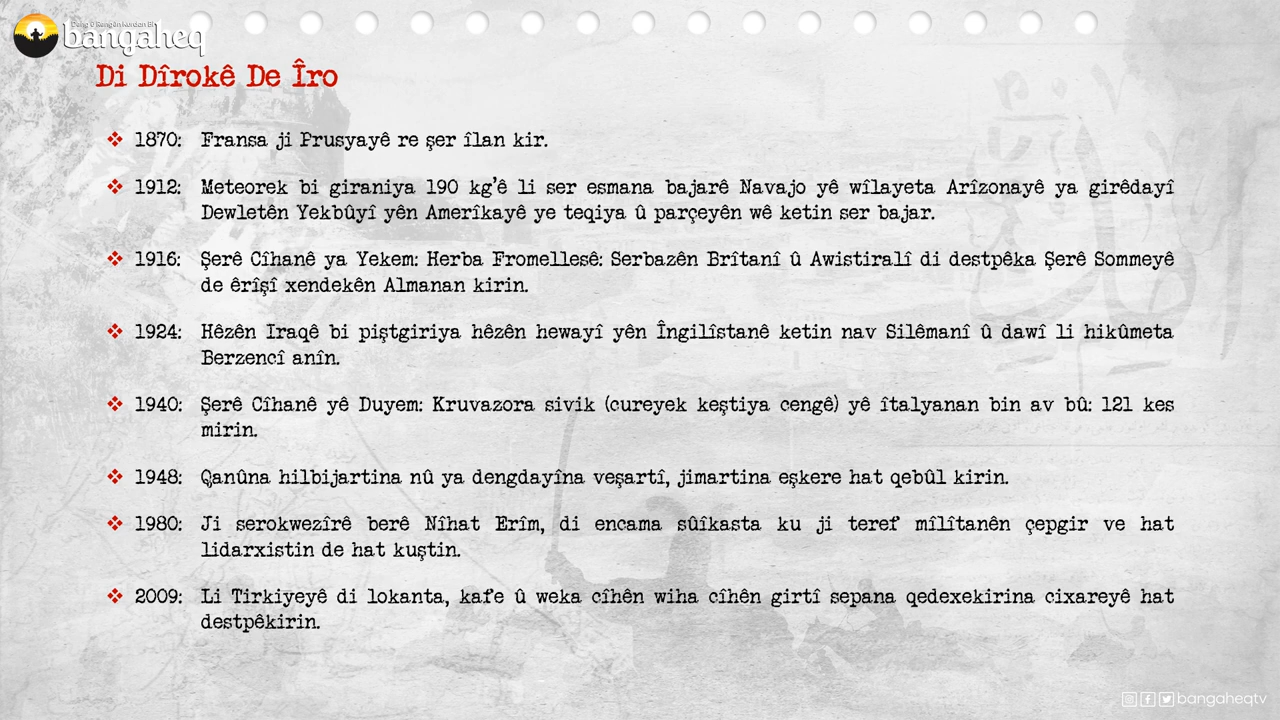 Deng û Rengên Kurdan Bi
bangaheq
Di Dîrokê De Îro
❖ 1870: Fransa ji Prusyayê re şer îlan kir.
❖ 1912: Meteorek bi giraniya 190 kg'ê li ser esmana bajarê Navajo yê wîlayeta Arîzonayê ya girêdayî
Dewletên Yekbûyî yên Amerîkayê ye teqiya û parçeyên wê ketin ser bajar.
❖ 1916: Şerê Cîhanê ya Yekem: Herba Fromellesê: Serbazên Brîtanî û Awistiralî di destpêka Şerê Sommeyê
de êrîşî xendekên Almanan kirin.
❖ 1924: Hêzên Iraqê bi piştgiriya hêzên hewayî yên Îngilîstanê ketin nav Silêmanî û dawî li hikûmeta
Berzencî anîn.
❖ 1940: Şerê Cîhanê yê Duyem: Kruvazora sivik (cureyek keştiya cengê) yê îtalyanan bin av bû: 121 kes
mirin.
❖ 1948: Qanûna hilbijartina nû ya dengdayîna veşartî, jimartina eşkere hat qebûl kirin.
❖ 1980: Ji serokwezîrê berê Nîhat Erîm, di encama sûîkasta ku ji teref mîlîtanên çepgir ve hat
lidarxistin de hat kuştin.
❖ 2009: Li Tirkiyeyê di lokanta, kafe û weka cîhên wiha cîhên girtî sepana qedexekirina cixareyê hat
destpêkirin.
bangaheqtv